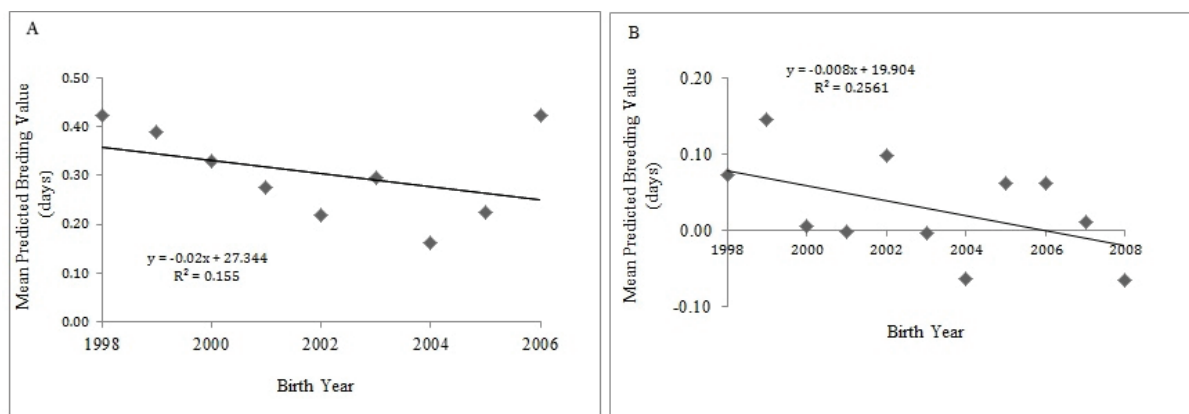 A
Mean Predicted Breeding Value
(days)
0.50
0.40
0.30
0.20
0.10
0.00
y = -0.02x + 27.344
R² = 0.155
1998
2000
2002
2004
2006
Birth Year
B
Mean Predicted Breeding Value
(days)
y = -0.008x + 19.904
R² = 0.2561
0.20
0.10
0.00
-0.10
1998
2000
2002
2004
2006
2008
Birth Year